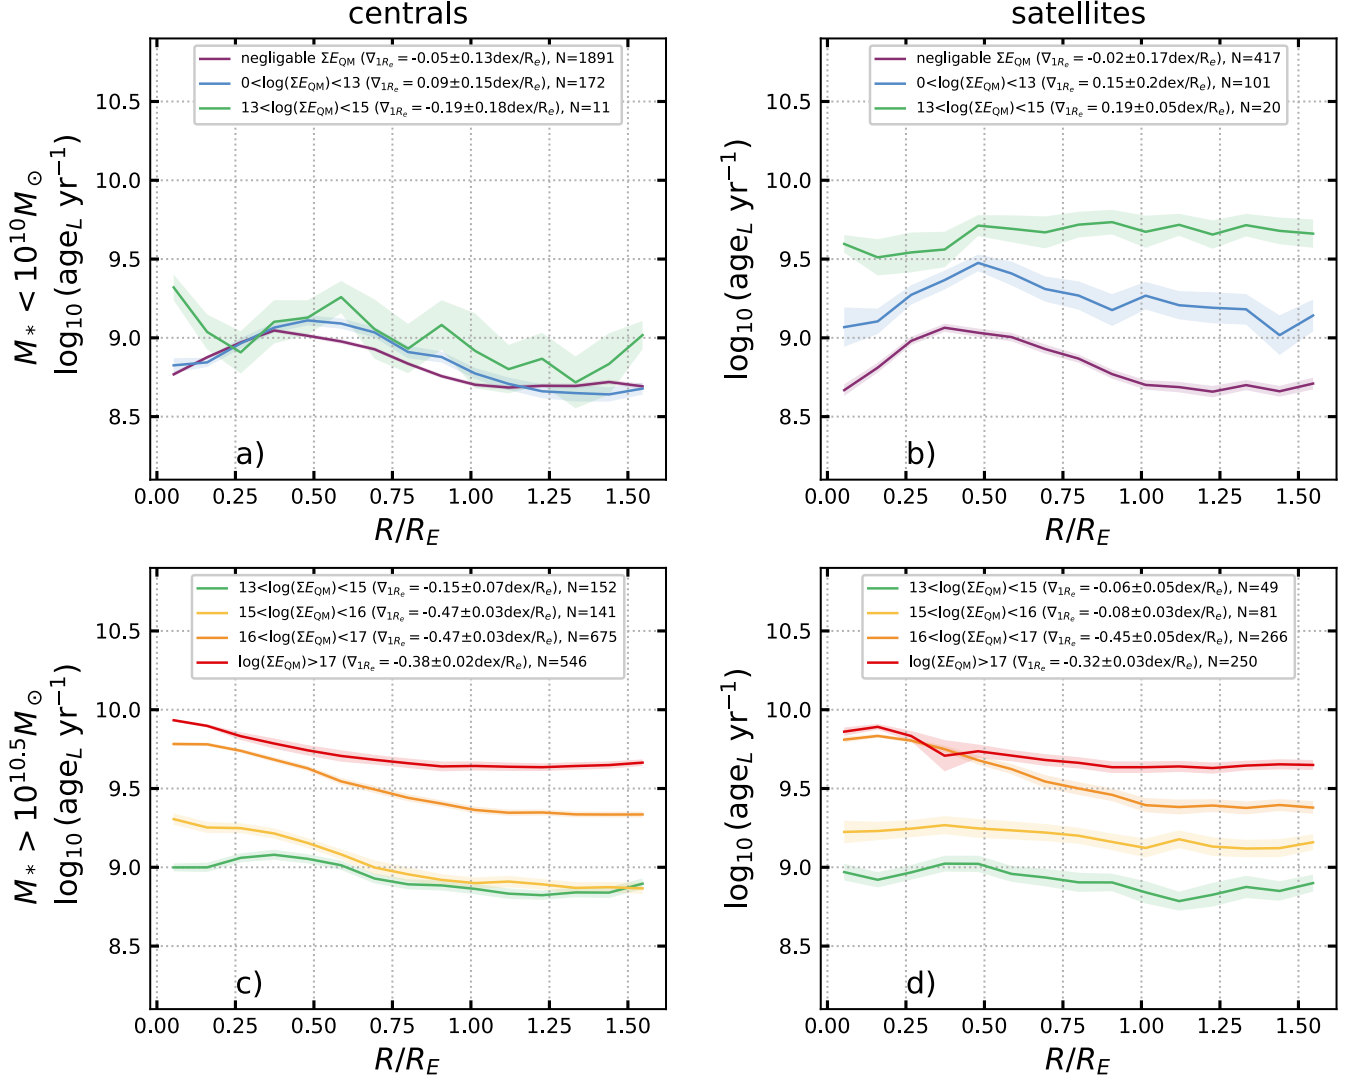 centrals
satellites
negligable ΣE_QM (∇_1Re = -0.05±0.13dex/R_e), N=1891
0<log(ΣE_QM)<13 (∇_1Re = 0.09±0.15dex/R_e), N=172
13<log(ΣE_QM)<15 (∇_1Re = -0.19±0.18dex/R_e), N=11
M_* < 10^10 M_⊙
log_10 (age_L yr^−1)
10.5
10.0
9.5
9.0
8.5
a)
0.00 0.25 0.50 0.75 1.00 1.25 1.50
R/R_E
negligable ΣE_QM (∇_1Re = -0.02±0.17dex/R_e), N=417
0<log(ΣE_QM)<13 (∇_1Re = 0.15±0.2dex/R_e), N=101
13<log(ΣE_QM)<15 (∇_1Re = 0.19±0.05dex/R_e), N=20
log_10 (age_L yr^−1)
10.5
10.0
9.5
9.0
8.5
b)
0.00 0.25 0.50 0.75 1.00 1.25 1.50
R/R_E
13<log(ΣE_QM)<15 (∇_1Re = -0.15±0.07dex/R_e), N=152
15<log(ΣE_QM)<16 (∇_1Re = -0.47±0.03dex/R_e), N=141
16<log(ΣE_QM)<17 (∇_1Re = -0.47±0.03dex/R_e), N=675
log(ΣE_QM)>17 (∇_1Re = -0.38±0.02dex/R_e), N=546
M_* > 10^10.5 M_⊙
log_10 (age_L yr^−1)
10.5
10.0
9.5
9.0
8.5
c)
0.00 0.25 0.50 0.75 1.00 1.25 1.50
R/R_E
13<log(ΣE_QM)<15 (∇_1Re = -0.06±0.05dex/R_e), N=49
15<log(ΣE_QM)<16 (∇_1Re = -0.08±0.03dex/R_e), N=81
16<log(ΣE_QM)<17 (∇_1Re = -0.45±0.05dex/R_e), N=266
log(ΣE_QM)>17 (∇_1Re = -0.32±0.03dex/R_e), N=250
log_10 (age_L yr^−1)
10.5
10.0
9.5
9.0
8.5
d)
0.00 0.25 0.50 0.75 1.00 1.25 1.50
R/R_E